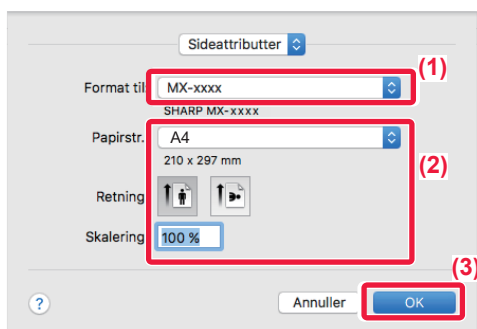 Sideattributter
(1)
Format til: MX-xxxx
SHARP MX-xxxx
Papirstr. A4
210 x 297 mm
(2)
Retning
Skalering 100 %
(3)
? Annuller OK